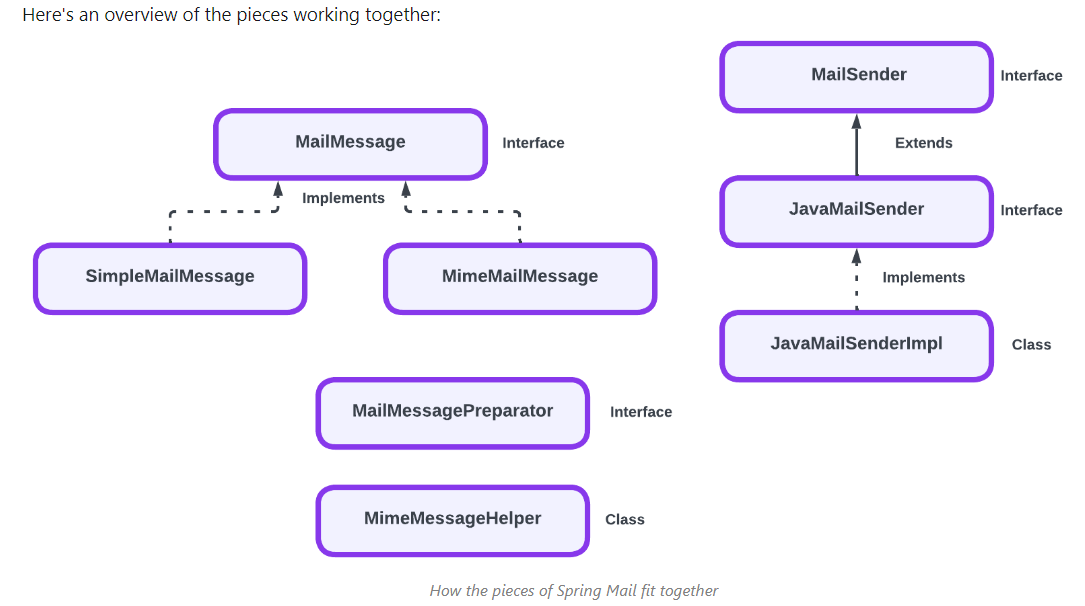 Here's an overview of the pieces working together:
MailSender
Interface
Extends
MailMessage
Interface
Implements
JavaMailSender
Interface
SimpleMailMessage
MimeMailMessage
Implements
JavaMailSenderImpl
Class
MailMessagePreparator
Interface
MimeMessageHelper
Class
How the pieces of Spring Mail fit together